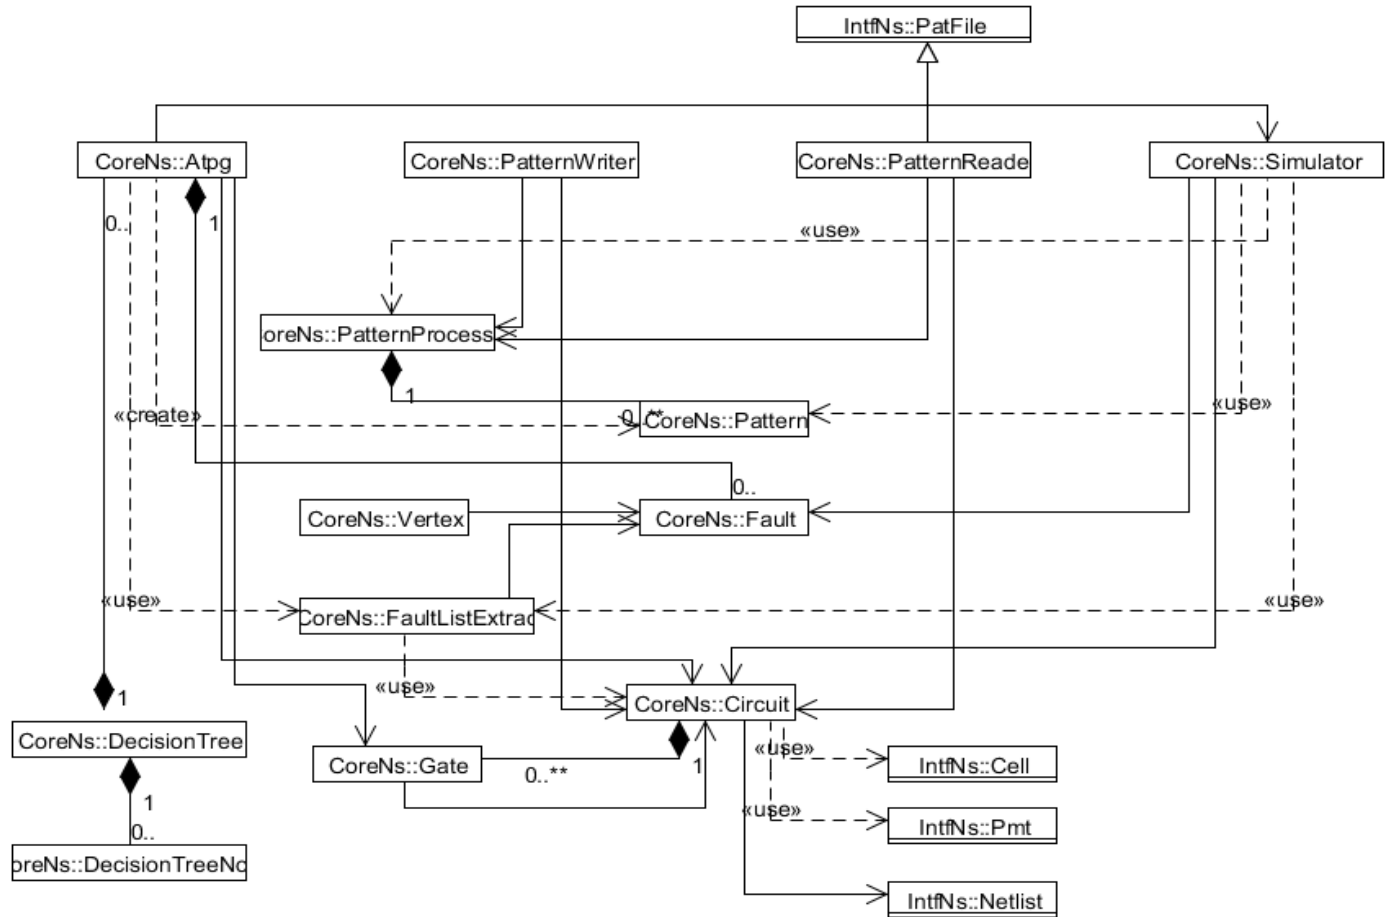 IntfNs::PatFile
CoreNs::Atpg
CoreNs::PatternWriter
CoreNs::PatternReade
CoreNs::Simulator
0..
1
«use»
oreNs::PatternProcess
1
«create»
0..**
CoreNs::Pattern
«use»
0..
CoreNs::Vertex
CoreNs::Fault
«use»
CoreNs::FaultListExtrac
«use»
«use»
1
CoreNs::Circuit
CoreNs::DecisionTree
CoreNs::Gate
0..**
1
«use»
IntfNs::Cell
1
«use»
IntfNs::Pmt
0..
oreNs::DecisionTreeNo
IntfNs::Netlist